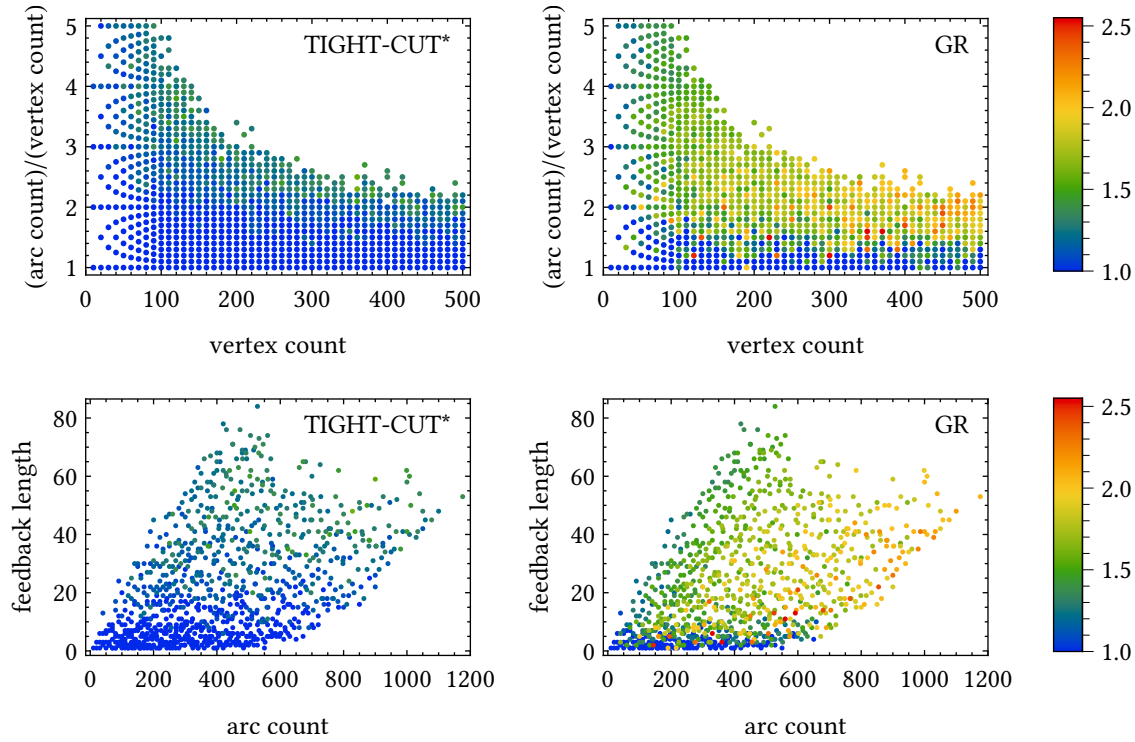 TIGHT-CUT*
(arc count)/(vertex count)
5
4
3
2
1
0 100 200 300 400 500
vertex count
GR
(arc count)/(vertex count)
5
4
3
2
1
0 100 200 300 400 500
vertex count
2.5
2.0
1.5
1.0
TIGHT-CUT*
feedback length
80
60
40
20
0
0 200 400 600 800 1000 1200
arc count
GR
feedback length
80
60
40
20
0
0 200 400 600 800 1000 1200
arc count
2.5
2.0
1.5
1.0